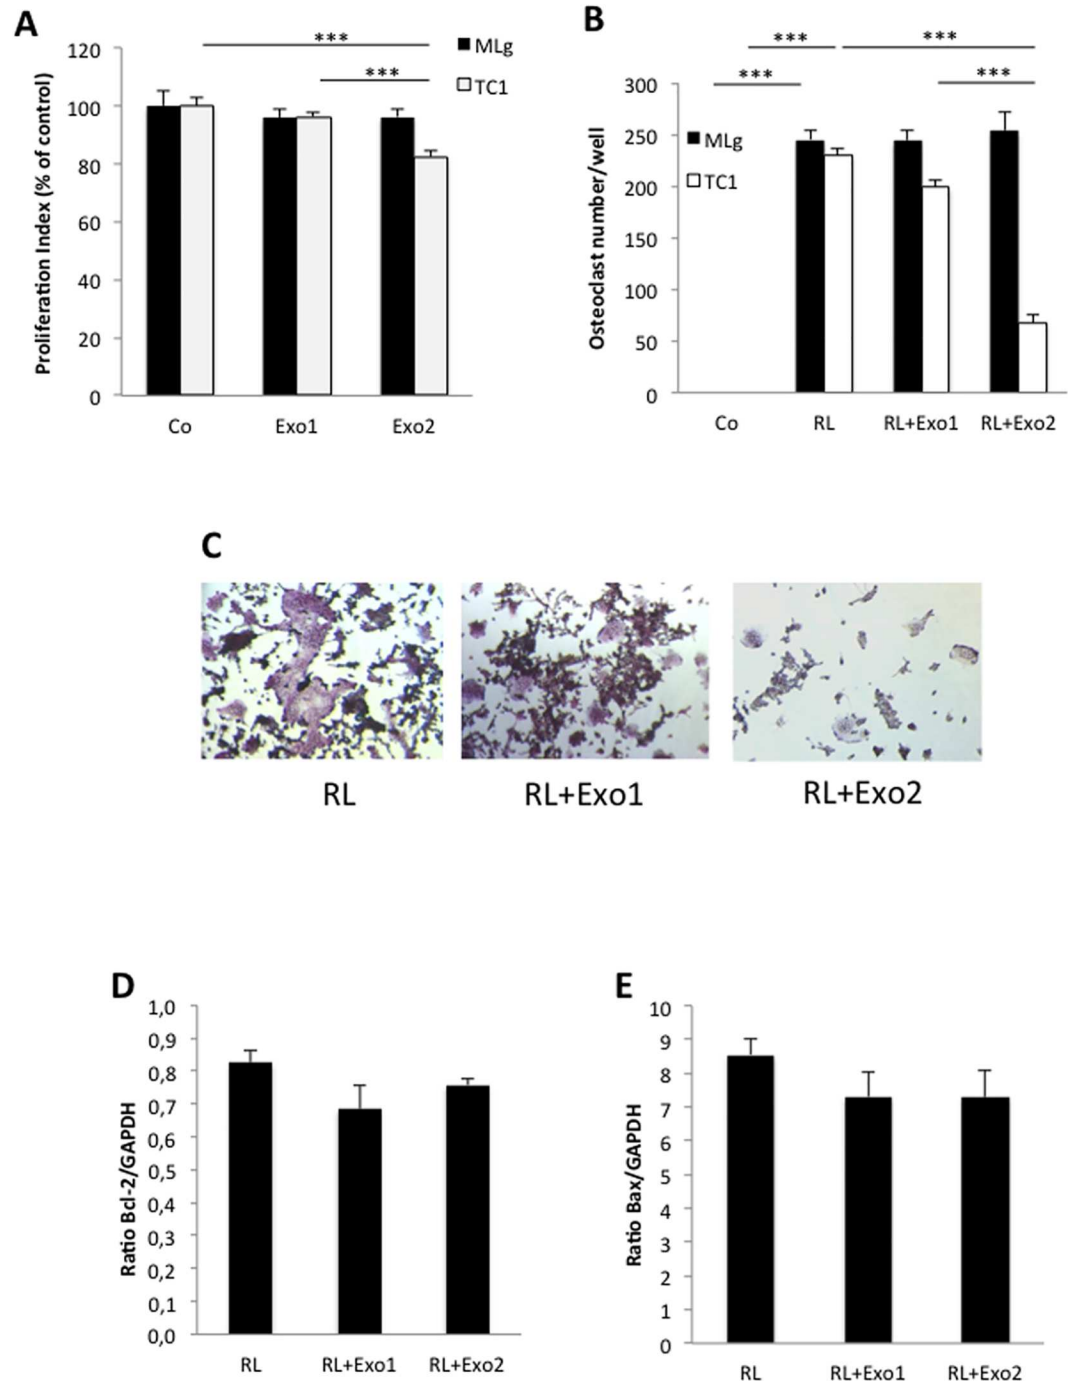 A
Proliferation Index (% of control)
120
100
80
60
40
20
0
***
***
MLg
TC1
Co Exo1 Exo2
B
Osteoclast number/well
300
250
200
150
100
50
0
*** ***
*** ***
MLg
TC1
Co RL RL+Exo1 RL+Exo2
C
RL RL+Exo1 RL+Exo2
D
Ratio Bcl-2/GAPDH
1,0
0,9
0,8
0,7
0,6
0,5
0,4
0,3
0,2
0,1
0,0
RL RL+Exo1 RL+Exo2
E
Ratio Bax/GAPDH
10
9
8
7
6
5
4
3
2
1
0
RL RL+Exo1 RL+Exo2